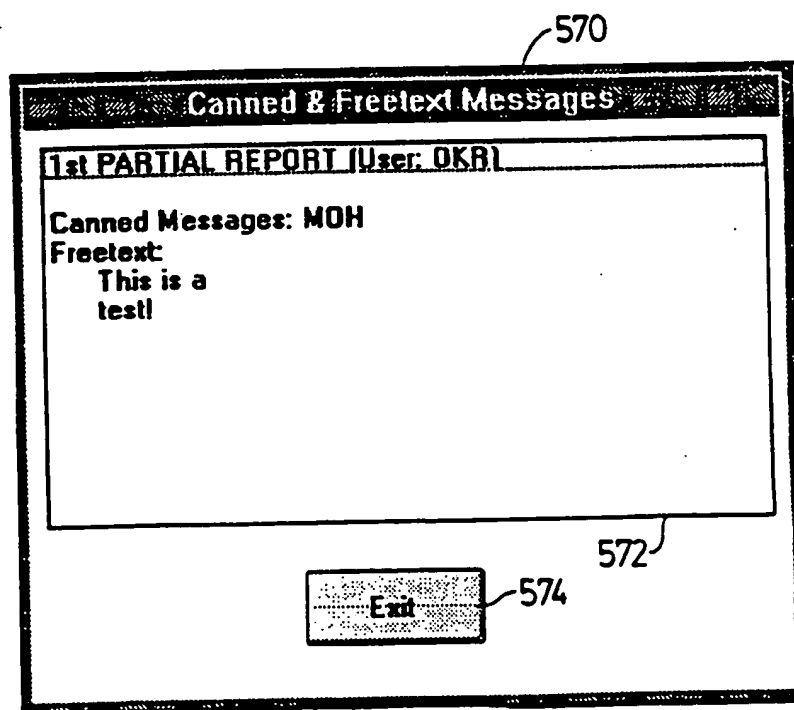 570
Canned & Freetext Messages
1st PARTIAL REPORT (User: OKR)
Canned Messages: MOH
Freetext:
This is a
test!
572
Exit
574